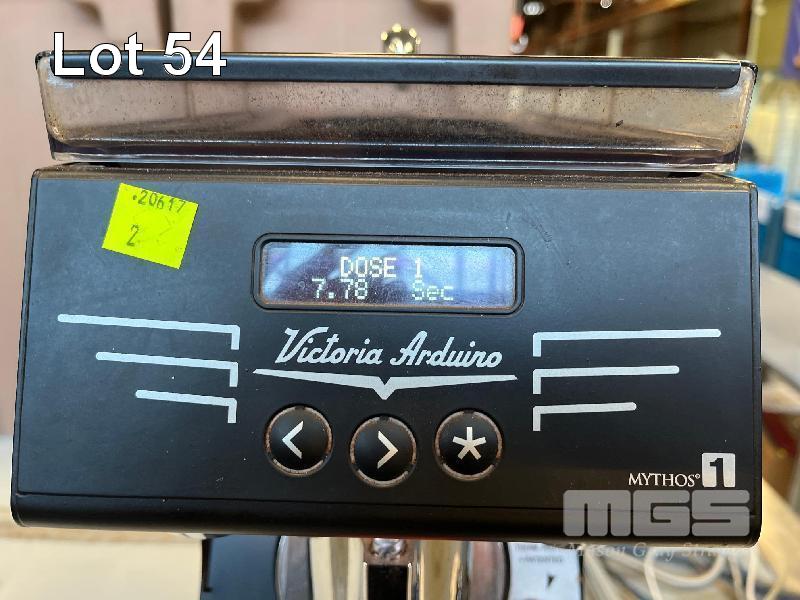 Lot 54
.20617
2
DOSE 1
7.78 Sec
Victoria Arduino
< > *
MYTHOS 1
MGS